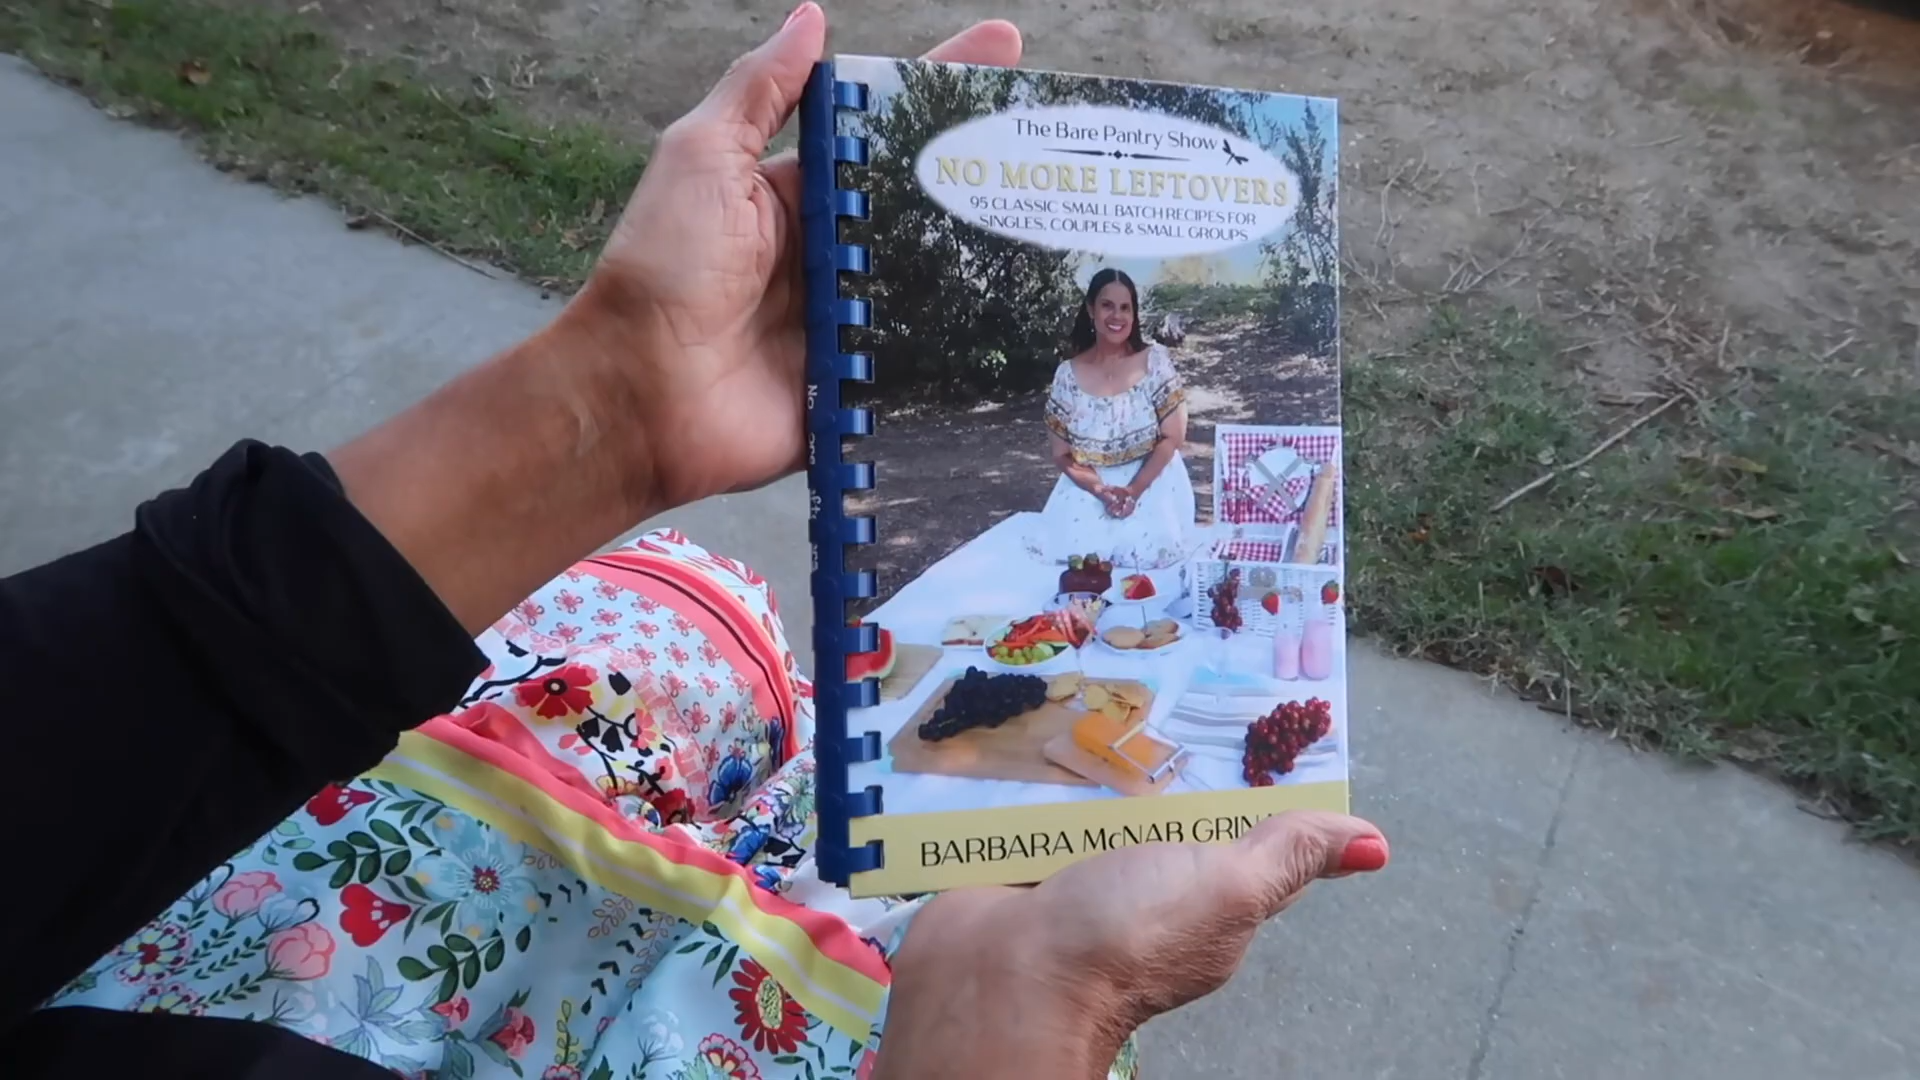 The Bare Pantry Show
NO MORE LEFTOVERS
95 CLASSIC SMALL BATCH RECIPES FOR
SINGLES, COUPLES & SMALL GROUPS
BARBARA McNAB